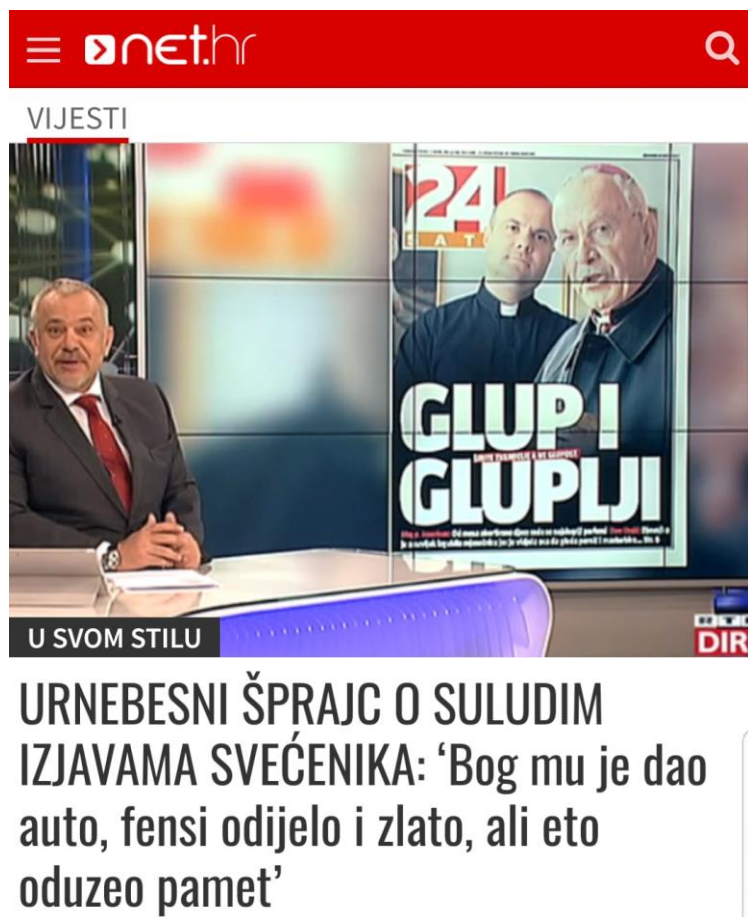 net.hr
VIJESTI
24
SATI
GLUP I
GLUPLJI
DIR
U SVOM STILU
URNEBESNI ŠPRAJC O SULUDIM
IZJAVAMA SVEĆENIKA: ‘Bog mu je dao
auto, fensi odijelo i zlato, ali eto
oduzeo pamet’